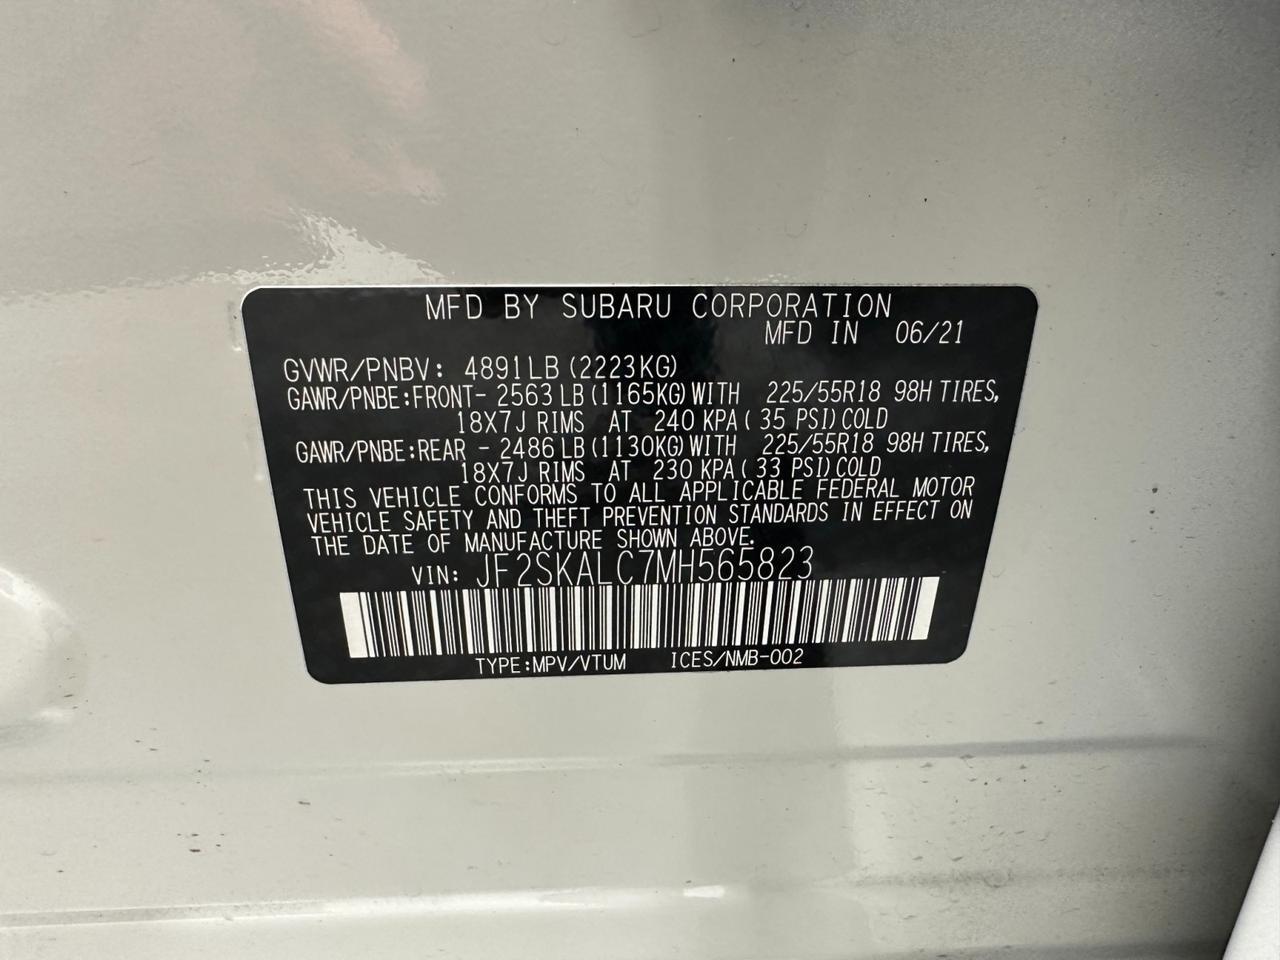 MFD BY SUBARU CORPORATION
MFD IN 06/21
GVWR/PNBV: 4891LB (2223KG)
GAWR/PNBE:FRONT- 2563 LB (1165KG) WITH 225/55R18 98H TIRES,
18X7J RIMS AT 240 KPA( 35 PSI) COLD
GAWR/PNBE:REAR - 2486 LB (1130KG) WITH 225/55R18 98H TIRES,
18X7J RIMS AT 230 KPA( 33 PSI) COLD
THIS VEHICLE CONFORMS TO ALL APPLICABLE FEDERAL MOTOR
VEHICLE SAFETY AND THEFT PREVENTION STANDARDS IN EFFECT ON
THE DATE OF MANUFACTURE SHOWN ABOVE.
VIN: JF2SKALC7MH565823
TYPE:MPV/VTUM ICES/NMB-002